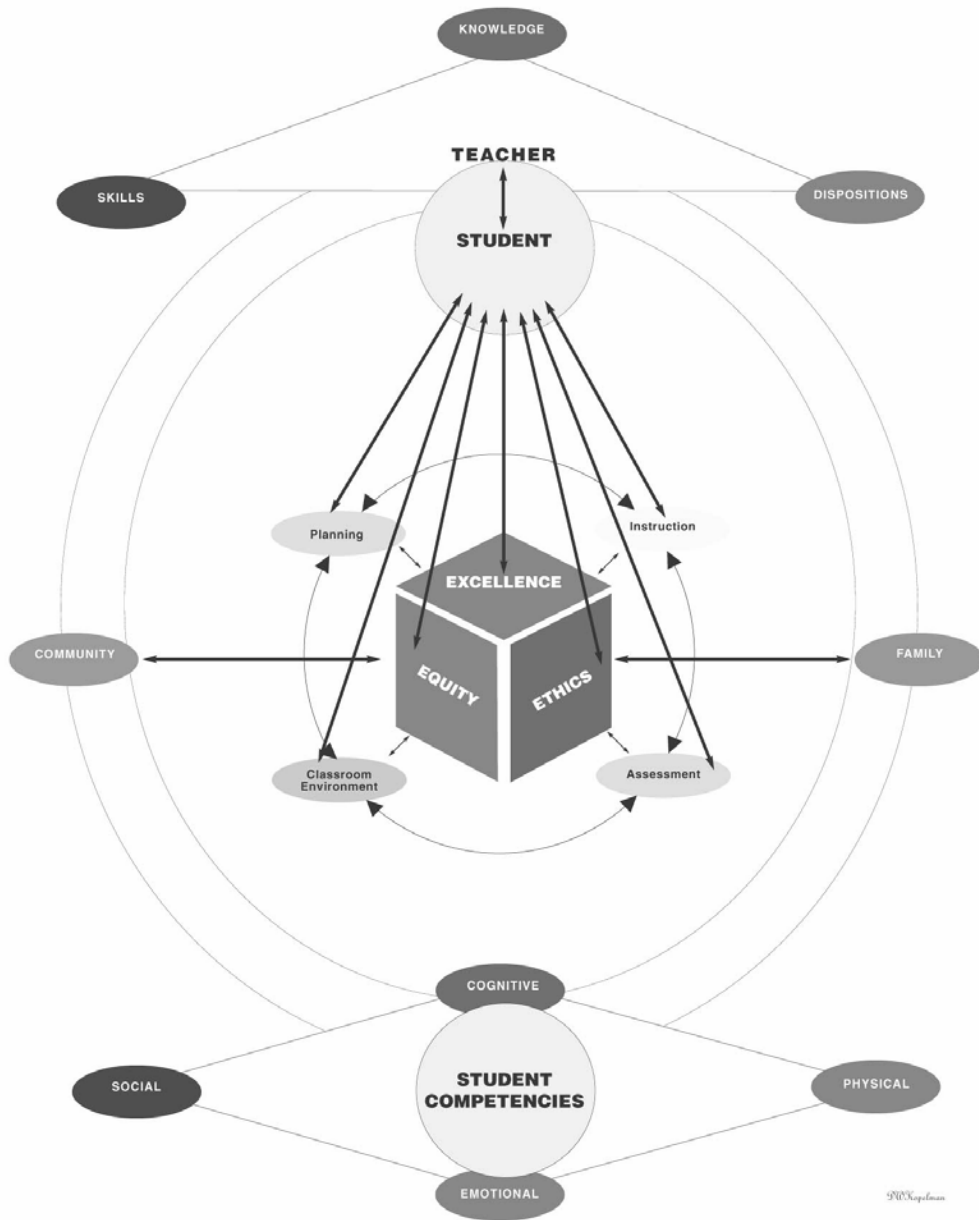 KNOWLEDGE
TEACHER
SKILLS
DISPOSITIONS
STUDENT
Planning
Instruction
EXCELLENCE
COMMUNITY
EQUITY
ETHICS
FAMILY
Classroom
Environment
Assessment
COGNITIVE
SOCIAL
STUDENT
COMPETENCIES
PHYSICAL
EMOTIONAL
DWKopelman